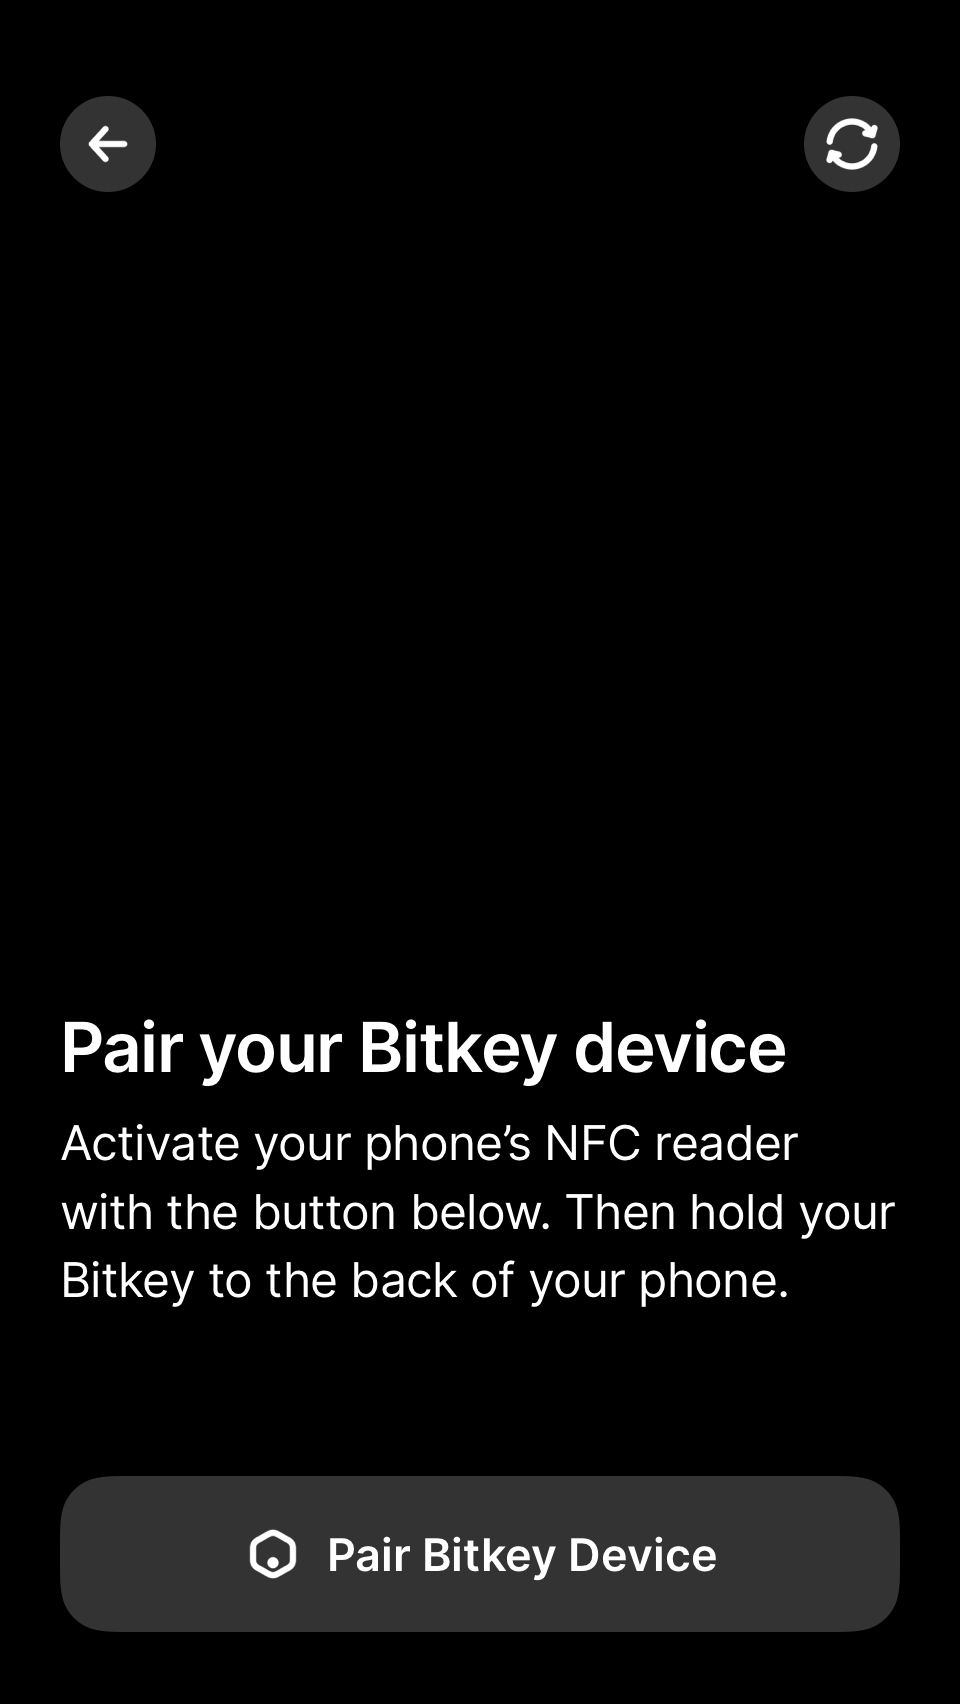 Pair your Bitkey device
Activate your phone’s NFC reader
with the button below. Then hold your
Bitkey to the back of your phone.
Pair Bitkey Device